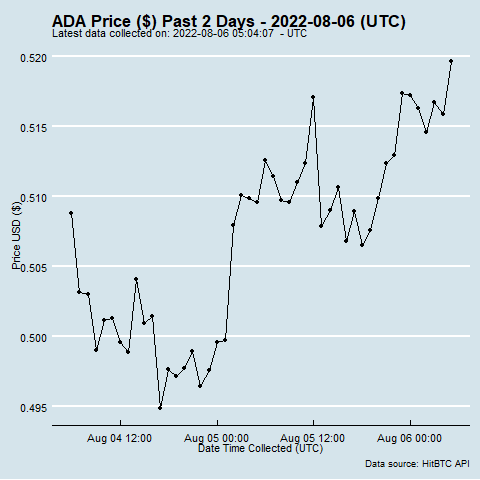 ADA Price ($) Past 2 Days - 2022-08-06 (UTC)
Latest data collected on: 2022-08-06 05:04:07 - UTC
0.520
0.515
0.510
0.505
0.500
0.495
Price USD ($)
Aug 04 12:00 Aug 05 00:00 Aug 05 12:00 Aug 06 00:00
Date Time Collected (UTC)
Data source: HitBTC API